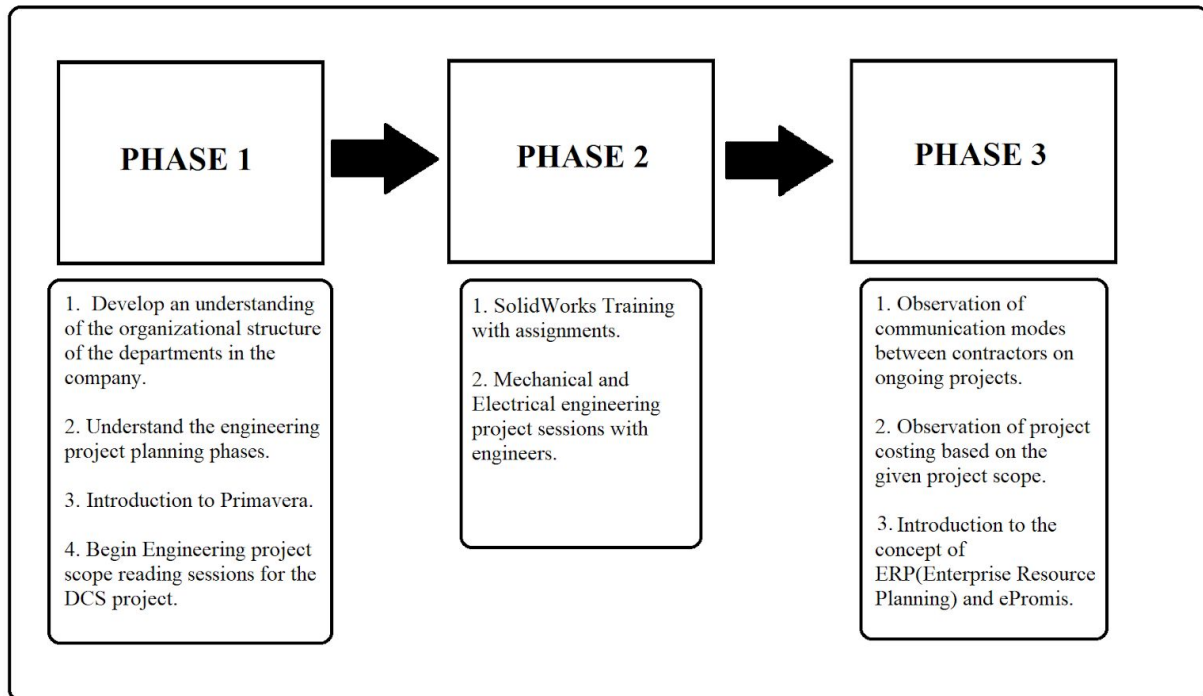 PHASE 1
PHASE 2
PHASE 3
1. Develop an understanding
of the organizational structure
of the departments in the
company.
2. Understand the engineering
project planning phases.
3. Introduction to Primavera.
4. Begin Engineering project
scope reading sessions for the
DCS project.
1. SolidWorks Training
with assignments.
2. Mechanical and
Electrical engineering
project sessions with
engineers.
1. Observation of
communication modes
between contractors on
ongoing projects.
2. Observation of project
costing based on the
given project scope.
3. Introduction to the
concept of
ERP(Enterprise Resource
Planning) and ePromis.